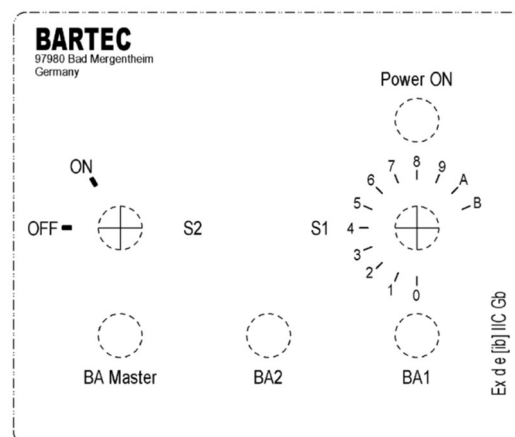 BARTEC
97980 Bad Mergentheim
Germany
Power ON
ON
OFF
S2
S1
0
1
2
3
4
5
6
7
8
9
A
B
BA Master
BA2
BA1
Ex d e [ib] IIC Gb